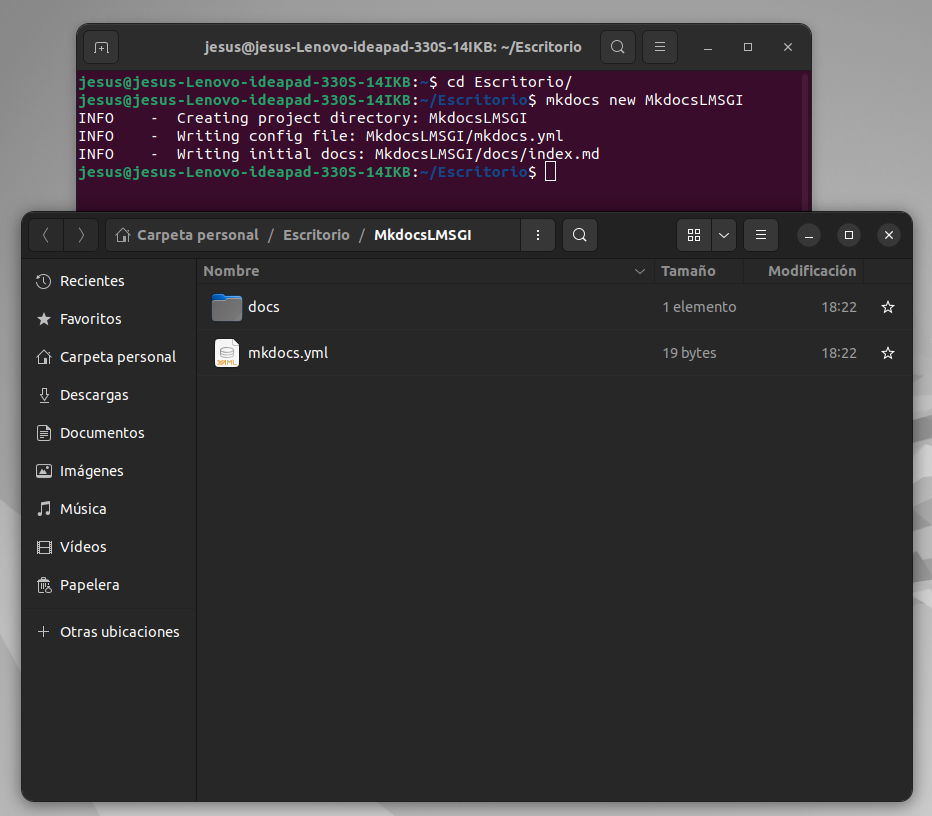 jesus@jesus-Lenovo-ideapad-330S-14IKB: ~/Escritorio
jesus@jesus-Lenovo-ideapad-330S-14IKB:~$ cd Escritorio/
jesus@jesus-Lenovo-ideapad-330S-14IKB:~/Escritorio$ mkdocs new MkdocsLMSGI
INFO    -  Creating project directory: MkdocsLMSGI
INFO    -  Writing config file: MkdocsLMSGI/mkdocs.yml
INFO    -  Writing initial docs: MkdocsLMSGI/docs/index.md
jesus@jesus-Lenovo-ideapad-330S-14IKB:~/Escritorio$
Carpeta personal / Escritorio / MkdocsLMSGI
Recientes
Favoritos
Carpeta personal
Descargas
Documentos
Imágenes
Música
Vídeos
Papelera
+ Otras ubicaciones
Nombre Tamaño Modificación
docs 1 elemento 18:22
mkdocs.yml 19 bytes 18:22